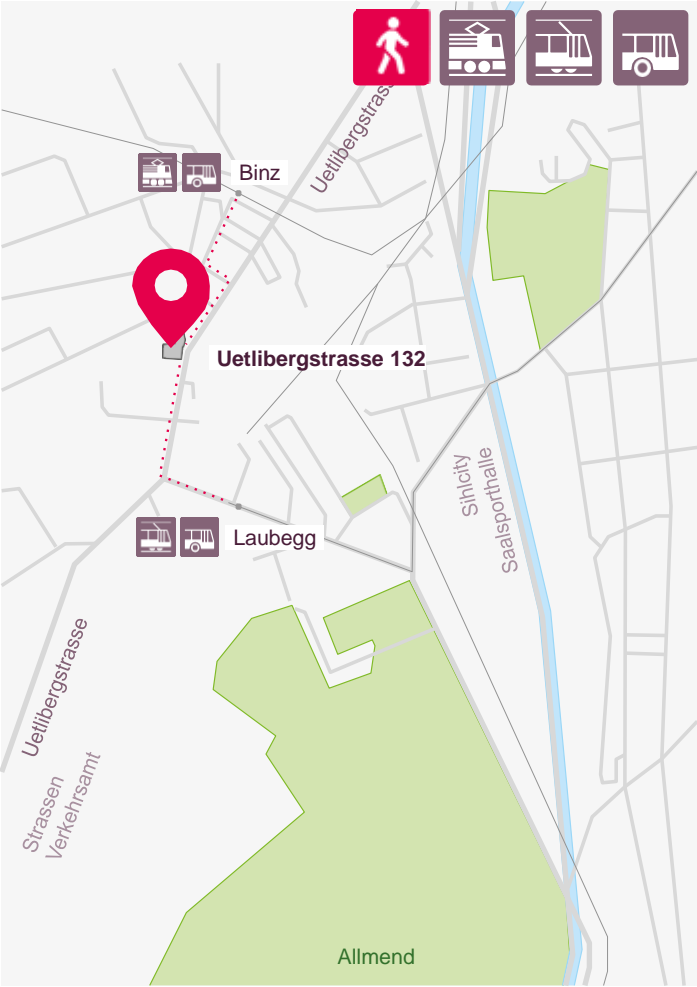 Uetlibergstrasse
Binz
Uetlibergstrasse 132
Sihlcity
Saalsporthalle
Laubegg
Uetlibergstrasse
Strassen
Verkehrsamt
Allmend